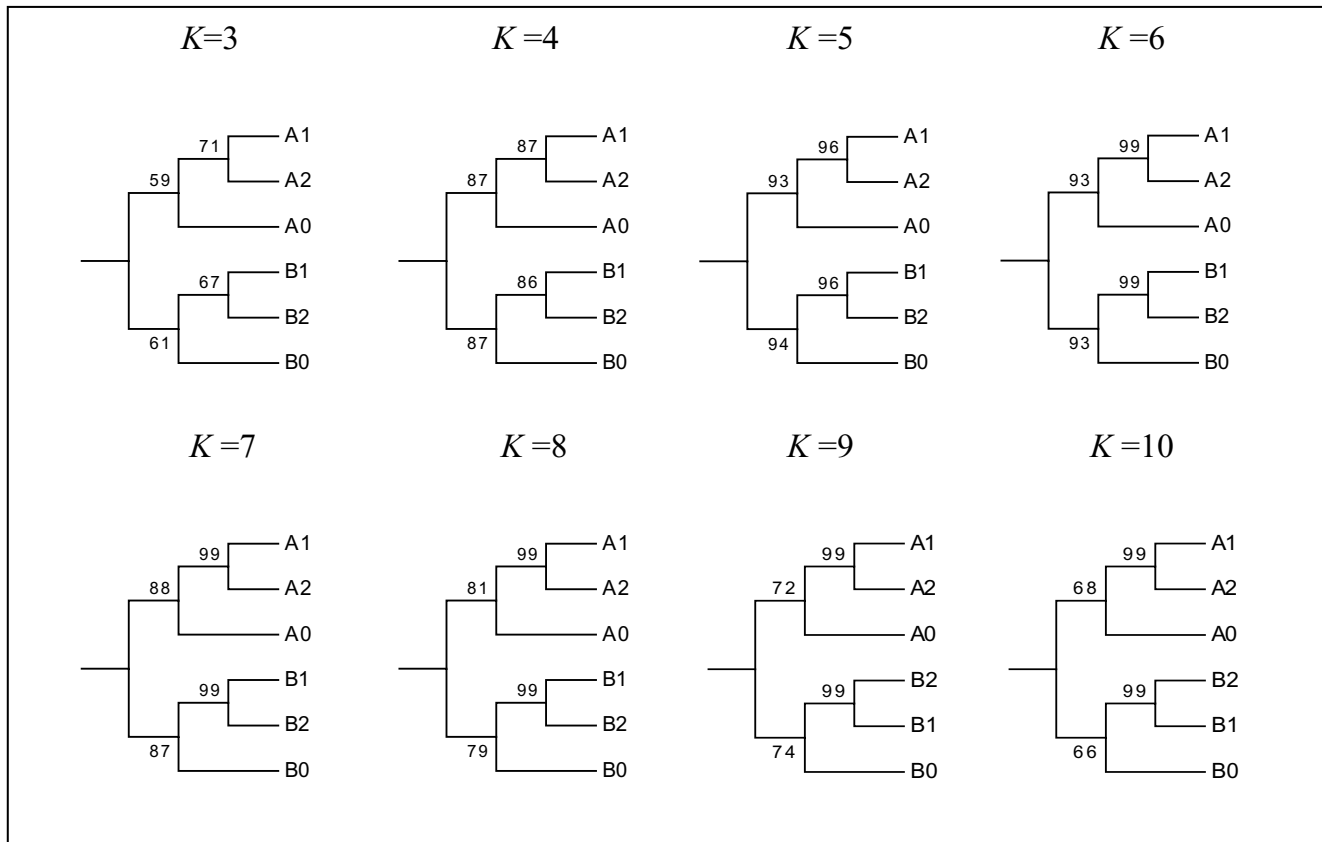 K=3
K =4
K =5
K =6
71
A1
A2
59
A0
67
B1
B2
61
B0
87
A1
A2
87
A0
86
B1
B2
87
B0
96
A1
A2
93
A0
96
B1
B2
94
B0
99
A1
A2
93
A0
99
B1
B2
93
B0
K =7
K =8
K =9
K =10
99
A1
A2
88
A0
99
B1
B2
87
B0
99
A1
A2
81
A0
99
B1
B2
79
B0
99
A1
A2
72
A0
99
B2
B1
74
B0
99
A1
A2
68
A0
99
B2
B1
66
B0